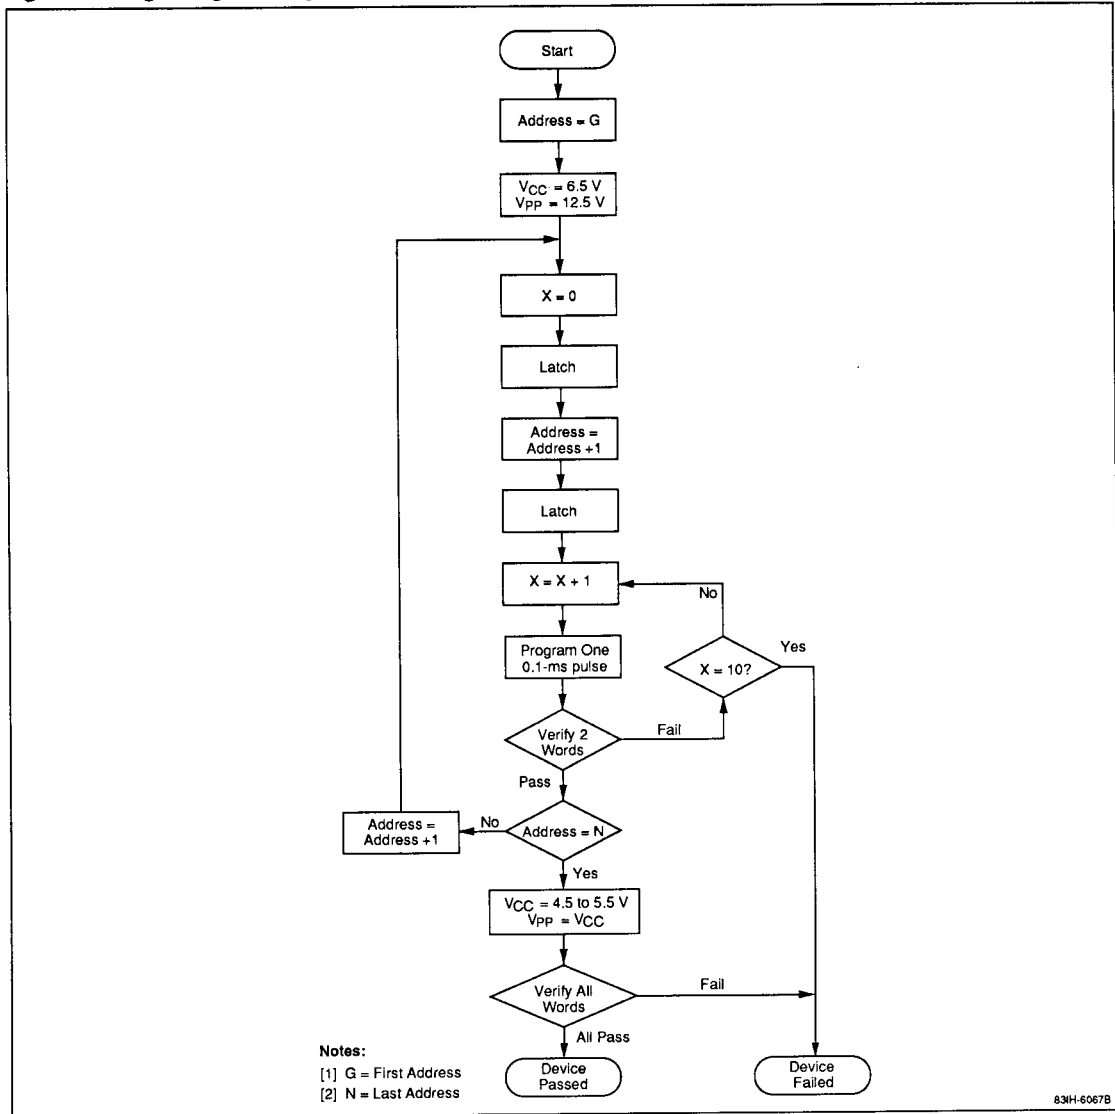 Start
Address = G
VCC = 6.5 V
VPP = 12.5 V
X = 0
Latch
Address =
Address +1
Latch
X = X + 1
No
Program One
0.1-ms pulse
X = 10?
Yes
Verify 2
Words
Fail
Pass
Address = N
No
Address =
Address +1
Yes
VCC = 4.5 to 5.5 V
VPP = VCC
Verify All
Words
Fail
All Pass
Device
Passed
Device
Failed
Notes:
[1] G = First Address
[2] N = Last Address
83IH-6067B